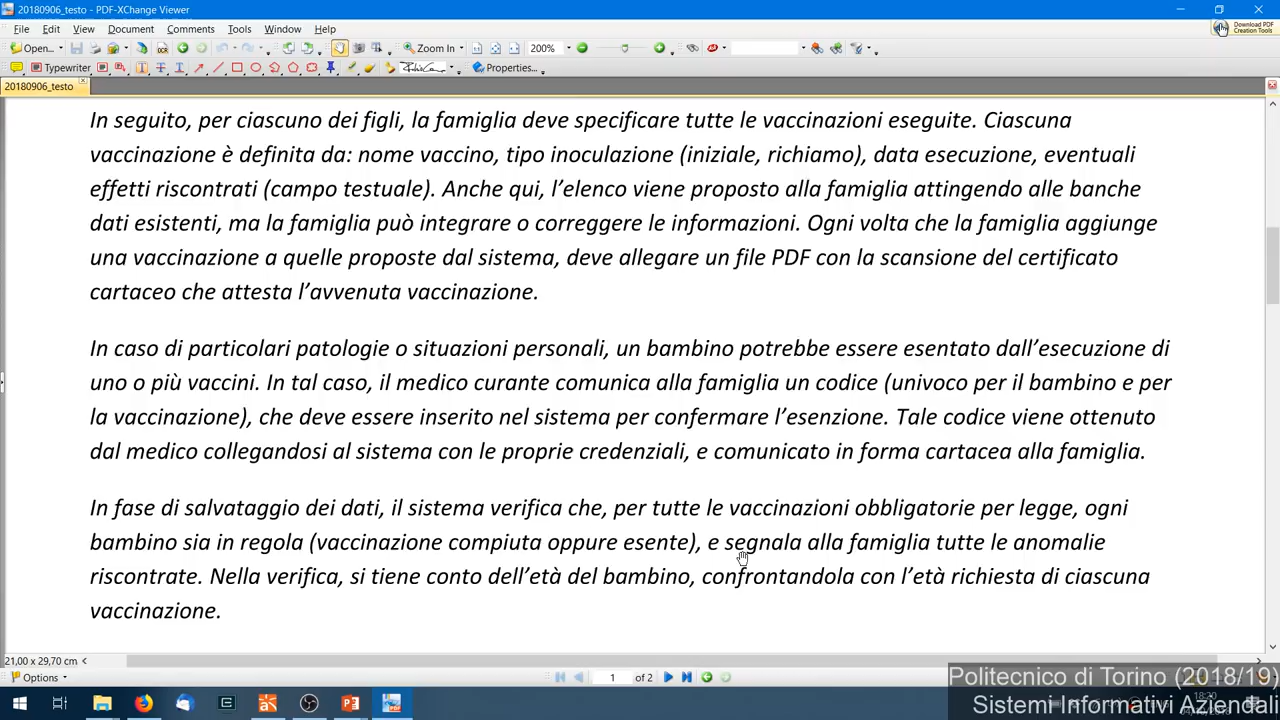 20180906_testo - PDF-XChange Viewer
File Edit View Document Comments Tools Window Help
Download PDF
Creation Tools
Open... Zoom In 200%
Typewriter Properties...
20180906_testo
In seguito, per ciascuno dei figli, la famiglia deve specificare tutte le vaccinazioni eseguite. Ciascuna
vaccinazione è definita da: nome vaccino, tipo inoculazione (iniziale, richiamo), data esecuzione, eventuali
effetti riscontrati (campo testuale). Anche qui, l’elenco viene proposto alla famiglia attingendo alle banche
dati esistenti, ma la famiglia può integrare o correggere le informazioni. Ogni volta che la famiglia aggiunge
una vaccinazione a quelle proposte dal sistema, deve allegare un file PDF con la scansione del certificato
cartaceo che attesta l’avvenuta vaccinazione.
In caso di particolari patologie o situazioni personali, un bambino potrebbe essere esentato dall’esecuzione di
uno o più vaccini. In tal caso, il medico curante comunica alla famiglia un codice (univoco per il bambino e per
la vaccinazione), che deve essere inserito nel sistema per confermare l’esenzione. Tale codice viene ottenuto
dal medico collegandosi al sistema con le proprie credenziali, e comunicato in forma cartacea alla famiglia.
In fase di salvataggio dei dati, il sistema verifica che, per tutte le vaccinazioni obbligatorie per legge, ogni
bambino sia in regola (vaccinazione compiuta oppure esente), e segnala alla famiglia tutte le anomalie
riscontrate. Nella verifica, si tiene conto dell’età del bambino, confrontandola con l’età richiesta di ciascuna
vaccinazione.
21,00 x 29,70 cm
Options 1 of 2
Politecnico di Torino (2018/19)
18:20
Sistemi Informativi Aziendali